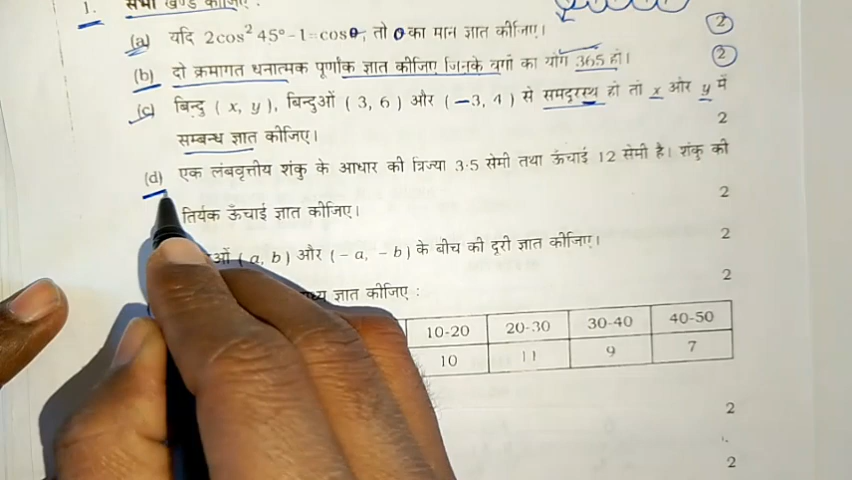 1. सभी खण्ड कीजिए :
(a) यदि 2cos² 45° – 1 = cosθ, तो θ का मान ज्ञात कीजिए। 2
(b) दो क्रमागत धनात्मक पूर्णांक ज्ञात कीजिए जिनके वर्गों का योग 365 हो। 2
(c) बिन्दु ( x, y ), बिन्दुओं ( 3, 6 ) और ( –3, 4 ) से समदूरस्थ हो तो x और y में
सम्बन्ध ज्ञात कीजिए। 2
(d) एक लंबवृत्तीय शंकु के आधार की त्रिज्या 3·5 सेमी तथा ऊँचाई 12 सेमी है। शंकु की
तिर्यक ऊँचाई ज्ञात कीजिए। 2
( a, b ) और ( – a, – b ) के बीच की दूरी ज्ञात कीजिए। 2
ज्ञात कीजिए : 2
10-20 20-30 30-40 40-50
10 11 9 7
2
2